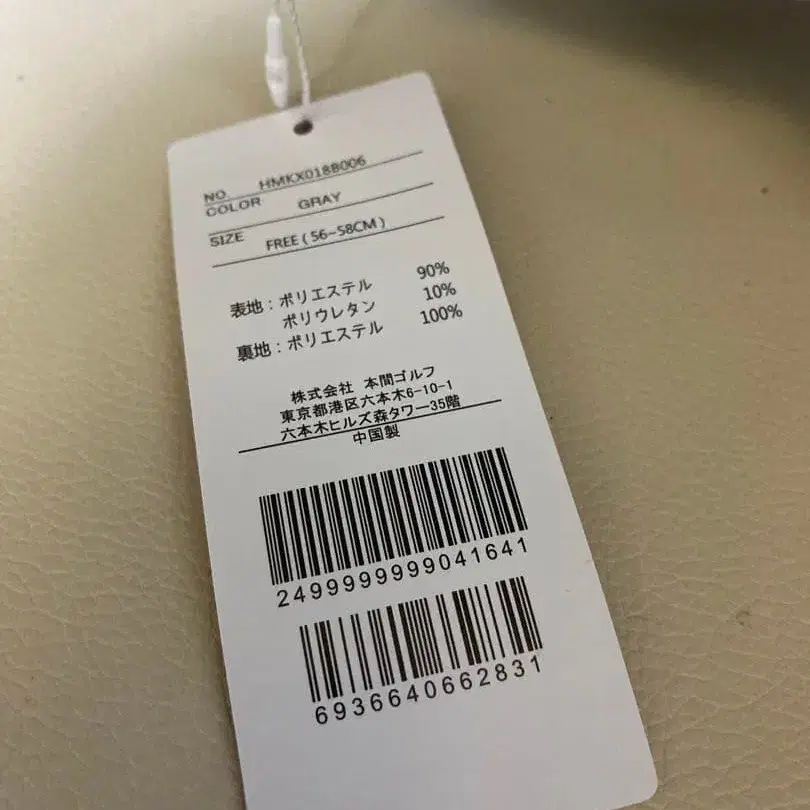 NO. HMKX018B006
COLOR GRAY
SIZE FREE(56-58CM)
表地：ポリエステル 90%
ポリウレタン 10%
裏地：ポリエステル 100%
株式会社 本間ゴルフ
東京都港区六本木6-10-1
六本木ヒルズ森タワー35階
中国製
2499999999041641
6936640662831